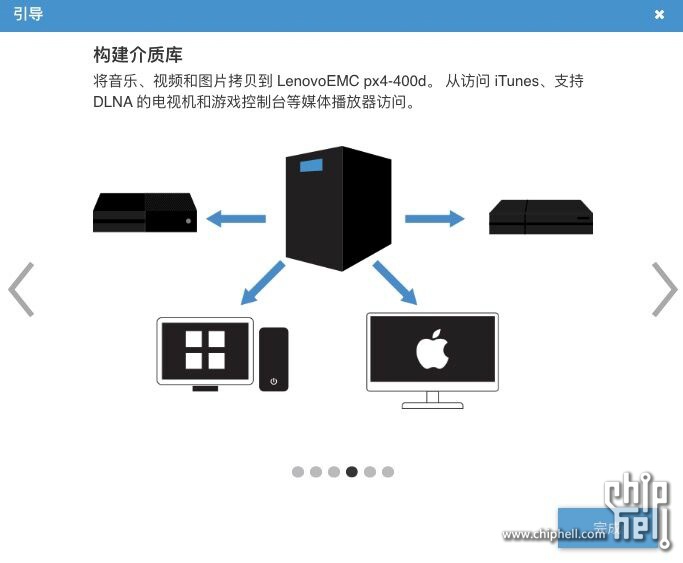 引导
构建介质库
将音乐、视频和图片拷贝到 LenovoEMC px4-400d。 从访问 iTunes、支持
DLNA 的电视机和游戏控制台等媒体播放器访问。
完成
chip
hell
www.chiphell.com